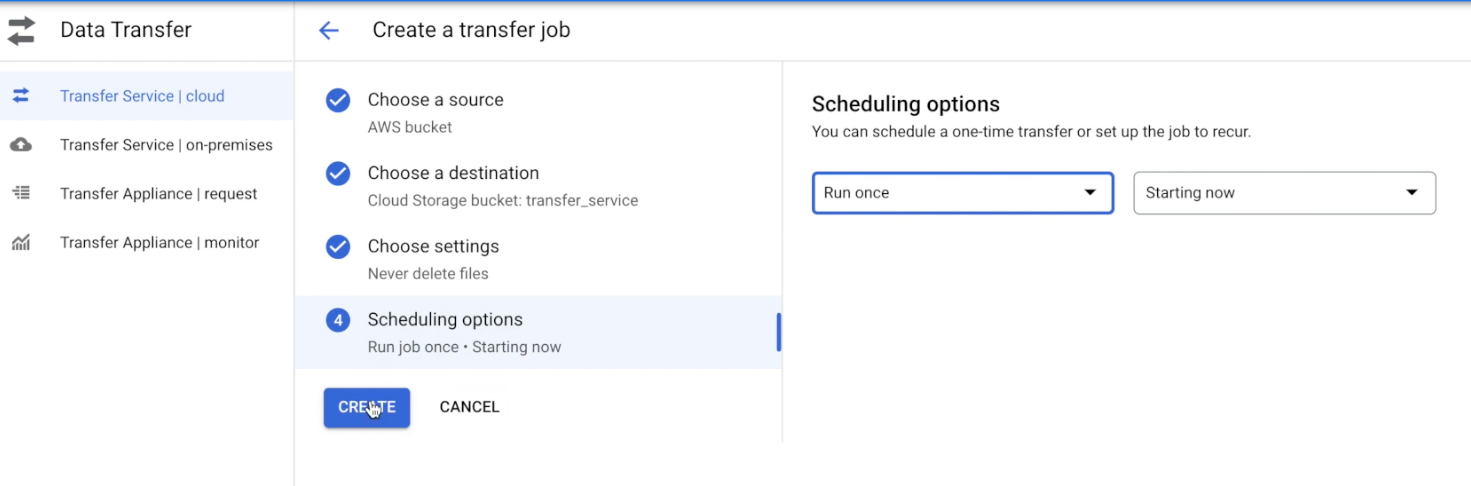 Data Transfer
Transfer Service | cloud
Transfer Service | on-premises
Transfer Appliance | request
Transfer Appliance | monitor
Create a transfer job
Choose a source
AWS bucket
Choose a destination
Cloud Storage bucket: transfer_service
Choose settings
Never delete files
4 Scheduling options
Run job once • Starting now
CREATE CANCEL
Scheduling options
You can schedule a one-time transfer or set up the job to recur.
Run once Starting now